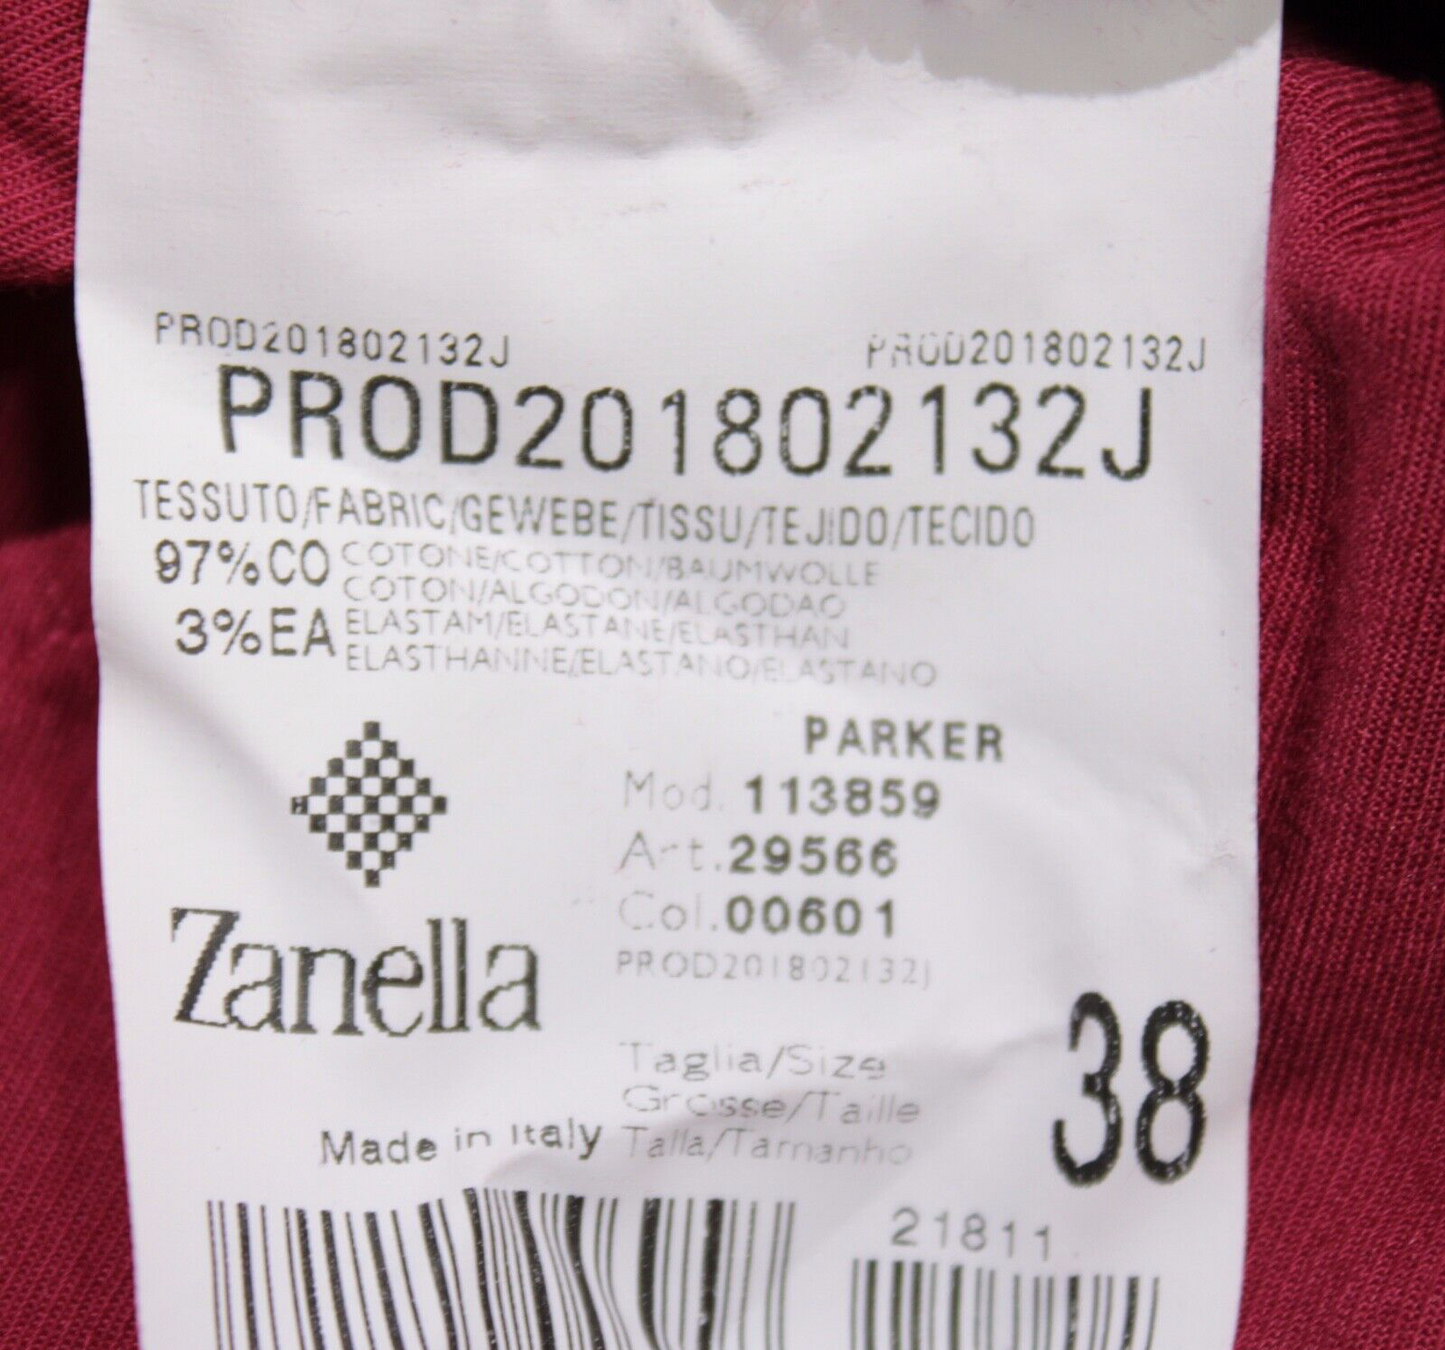 PROD201802132J PROD201802132J
PROD201802132J
TESSUTO/FABRIC/GEWEBE/TISSU/TEJIDO/TECIDO
97%CO COTONE/COTTON/BAUMWOLLE
COTON/ALGODON/ALGODAO
3%EA ELASTAM/ELASTANE/ELASTHAN
ELASTHANNE/ELASTANO/ELASTANO
PARKER
Mod. 113859
Art.29566
Col.00601
PROD201802132J
Zanella
38
Taglia/Size
Grosse/Taille
Made in Italy Talla/Tamanho
21811